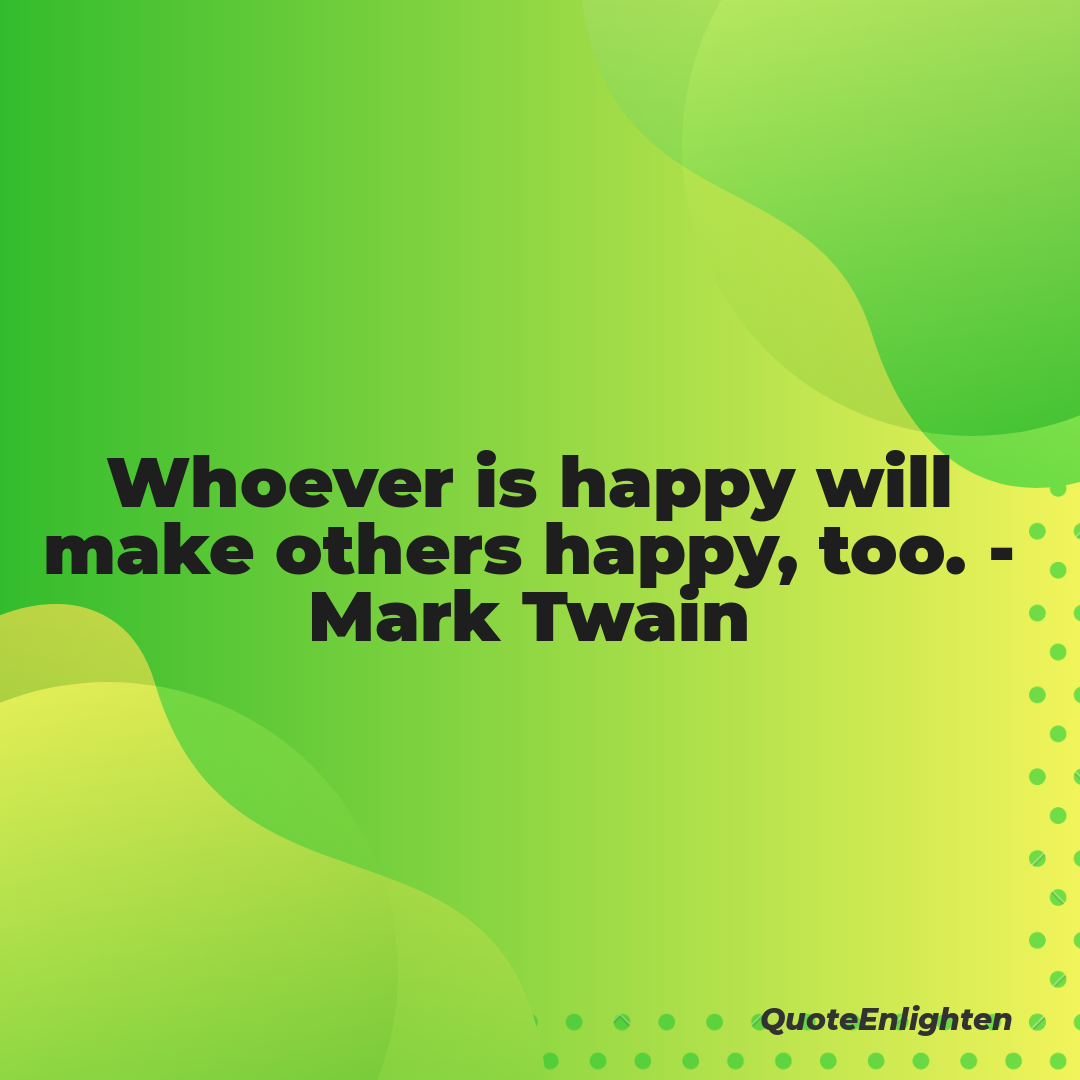 Whoever is happy will
make others happy, too. -
Mark Twain
QuoteEnlighten